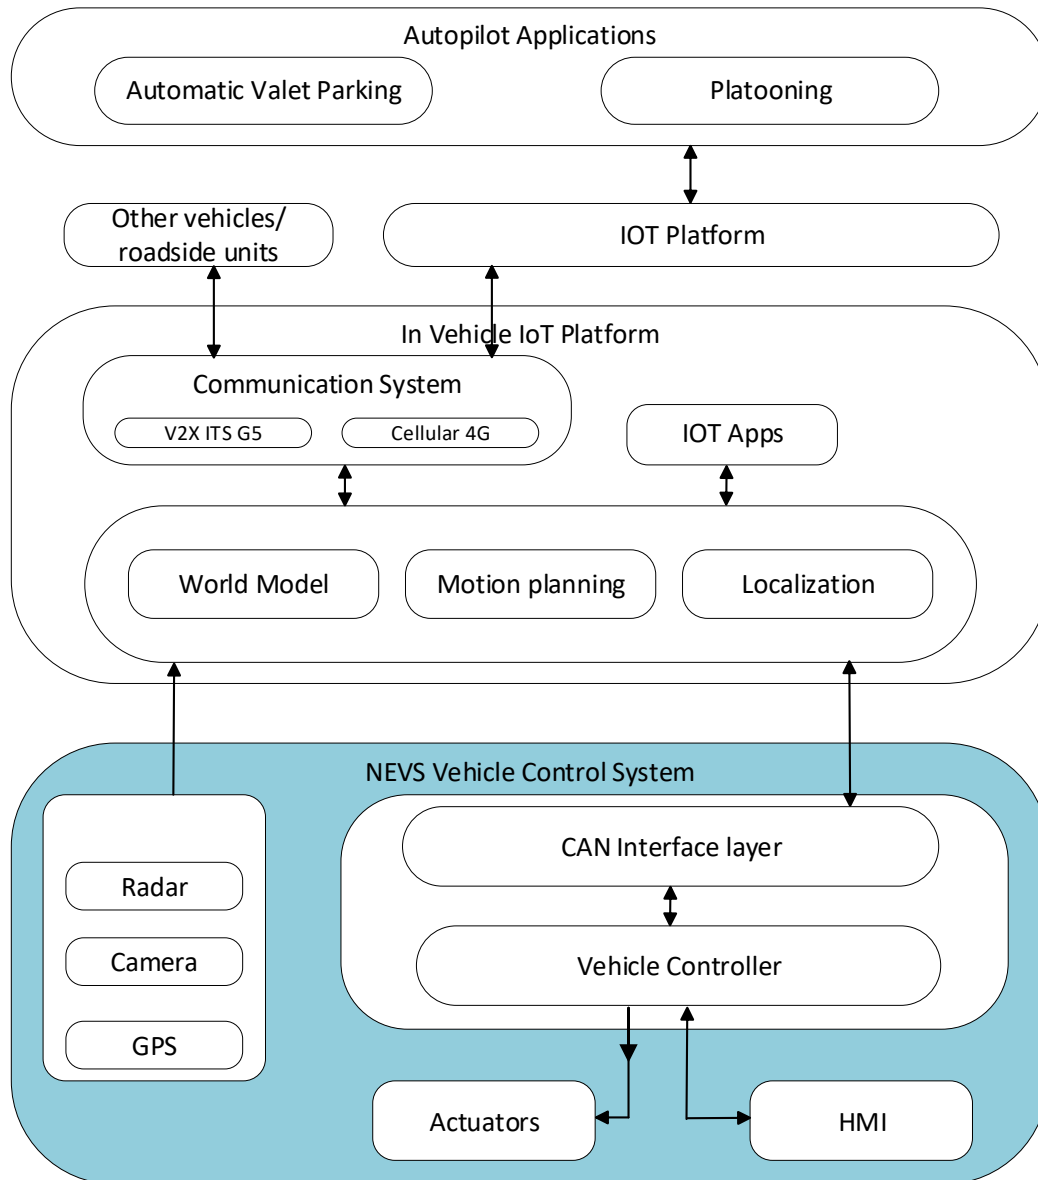 Autopilot Applications
Automatic Valet Parking
Platooning
Other vehicles/
roadside units
IOT Platform
In Vehicle IoT Platform
Communication System
V2X ITS G5
Cellular 4G
IOT Apps
World Model
Motion planning
Localization
NEVS Vehicle Control System
CAN Interface layer
Radar
Camera
Vehicle Controller
GPS
Actuators
HMI